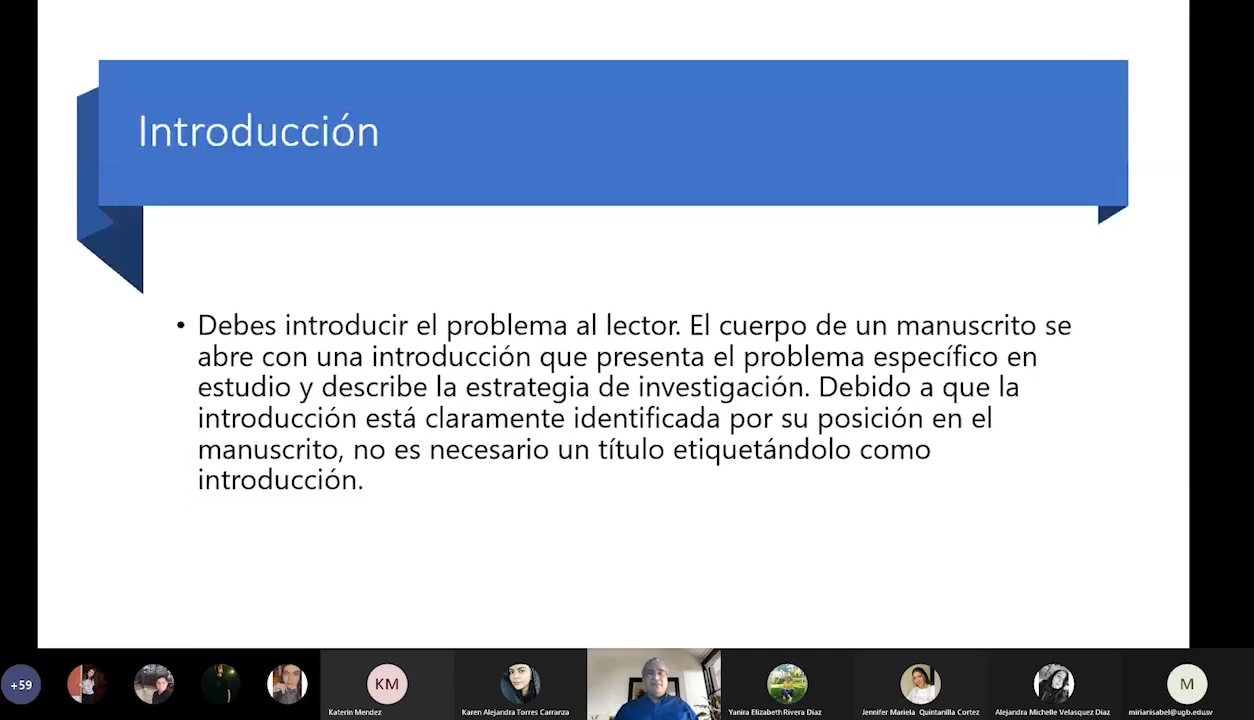 Introducción
• Debes introducir el problema al lector. El cuerpo de un manuscrito se
abre con una introducción que presenta el problema específico en
estudio y describe la estrategia de investigación. Debido a que la
introducción está claramente identificada por su posición en el
manuscrito, no es necesario un título etiquetándolo como
introducción.
+59
KM
M
Katerin Mendez
Karen Alejandra Torres Carranza
Yanira Elizabeth Rivera Diaz
Jennifer Mariela Quintanilla Cortez
Alejandra Michelle Velasquez Diaz
miriarisabel@ugb.edu.sv